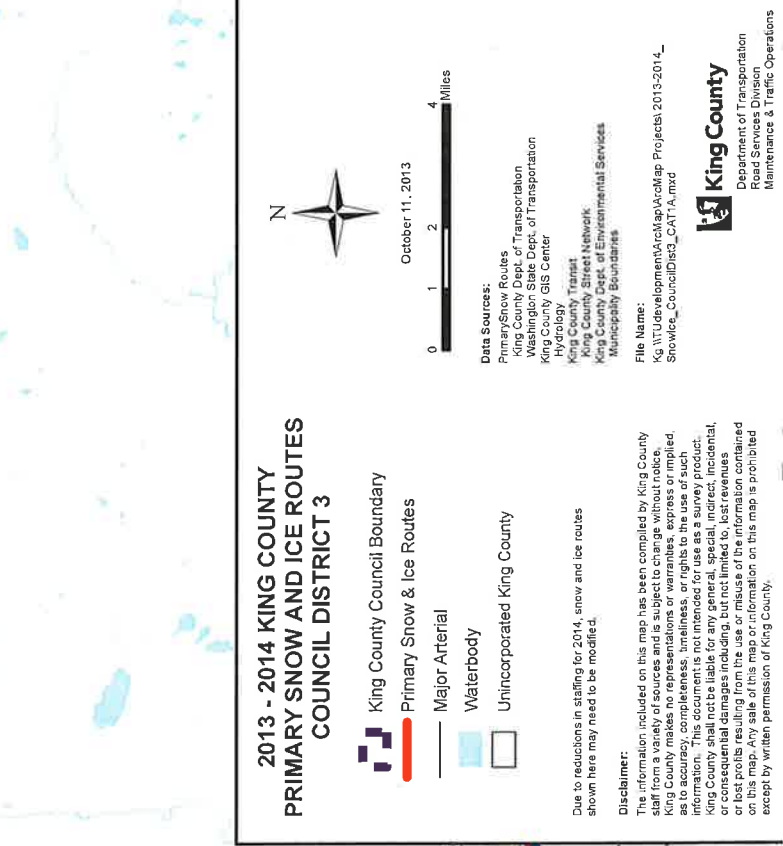 2013 - 2014 KING COUNTY
PRIMARY SNOW AND ICE ROUTES
COUNCIL DISTRICT 3
King County Council Boundary
Primary Snow & Ice Routes
Major Arterial
Waterbody
Unincorporated King County
Due to reductions in staffing for 2014, snow and ice routes
shown here may need to be modified.
Disclaimer:
The information included on this map has been compiled by King County
staff from a variety of sources and is subject to change without notice.
King County makes no representations or warranties, express or implied,
as to accuracy, completeness, timeliness, or rights to the use of such
information. This document is not intended for use as a survey product.
King County shall not be liable for any general, special, indirect, incidental,
or consequential damages including, but not limited to, lost revenues
or lost profits resulting from the use or misuse of the information contained
on this map. Any sale of this map or information on this map is prohibited
except by written permission of King County.
N
October 11, 2013
0 1 2 4
Miles
Data Sources:
PrimarySnow Routes
King County Dept. of Transportation
Washington State Dept. of Transportation
King County GIS Center
Hydrology
King County Transit
King County Street Network
King County Dept. of Environmental Services
Municipality Boundaries
File Name:
Kg \\TUdevelopment\ArcMap\ArcMap Projects\ 2013-2014_
SnowIce_CouncilDist3_CAT1A.mxd
King County
Department of Transportation
Road Services Division
Maintenance & Traffic Operations